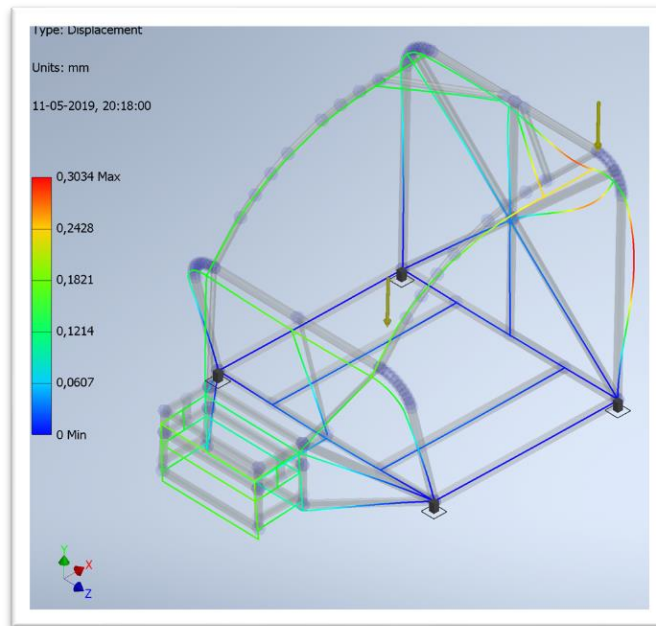 Type: Displacement
Units: mm
11-05-2019, 20:18:00
0,3034 Max
0,2428
0,1821
0,1214
0,0607
0 Min
Y
X
Z